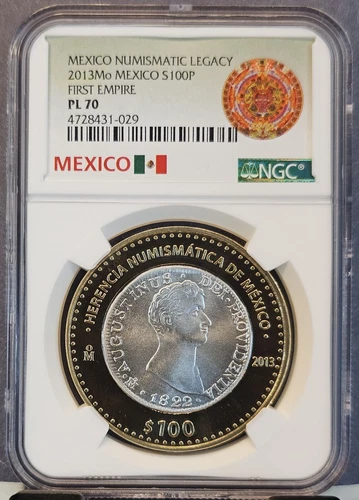 MEXICO NUMISMATIC LEGACY
2013Mo MEXICO S100P
FIRST EMPIRE
PL 70
4728431-029
MEXICO
NGC
· HERENCIA NUMISMÁTICA DE MÉXICO ·
AUGUSTINUS DEI PROVIDENTIA
Mo
2013
·1822·
$100